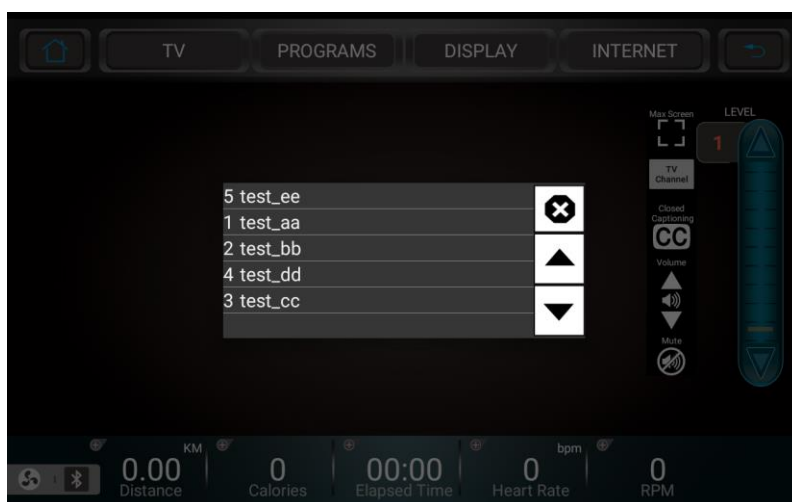 TV PROGRAMS DISPLAY INTERNET
Max Screen
LEVEL
1
TV
Channel
Closed
Captioning
CC
Volume
Mute
5 test_ee
1 test_aa
2 test_bb
4 test_dd
3 test_cc
KM
bpm
0.00 0 00:00 0 0
Distance Calories Elapsed Time Heart Rate RPM